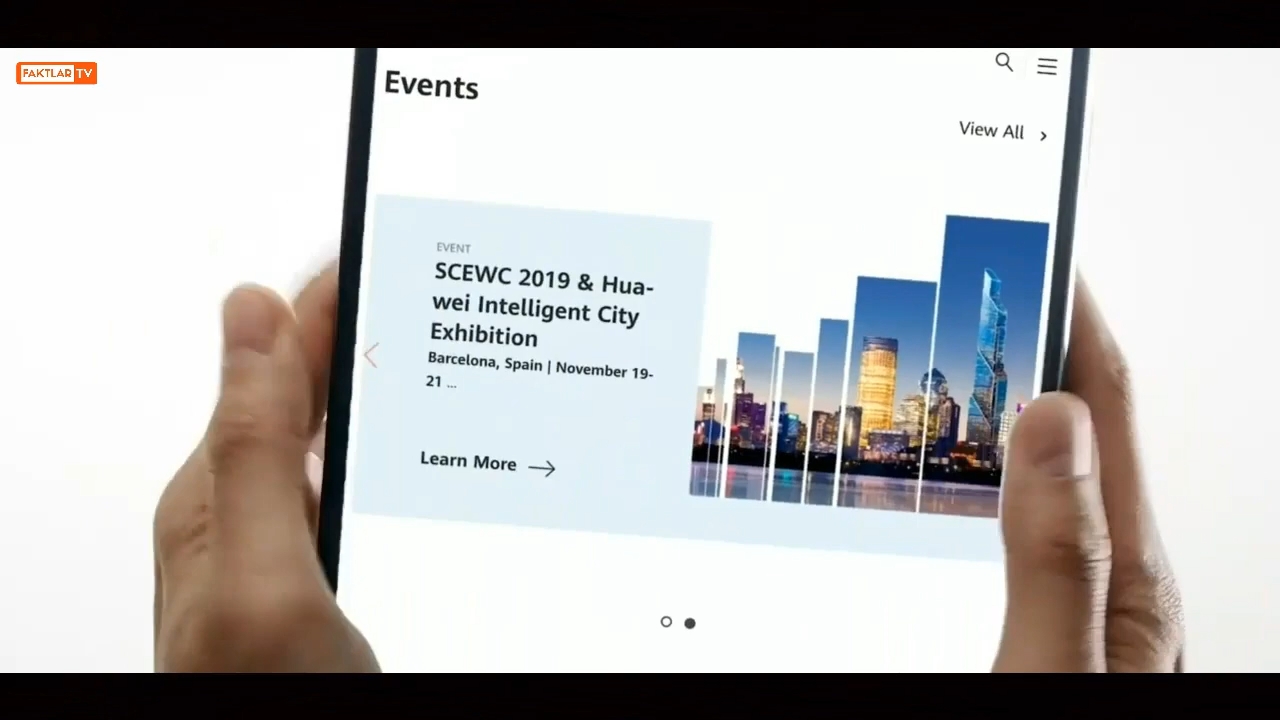 FAKTLAR TV
Events
View All
EVENT
SCEWC 2019 & Hua-
wei Intelligent City
Exhibition
Barcelona, Spain | November 19-
21 ...
Learn More